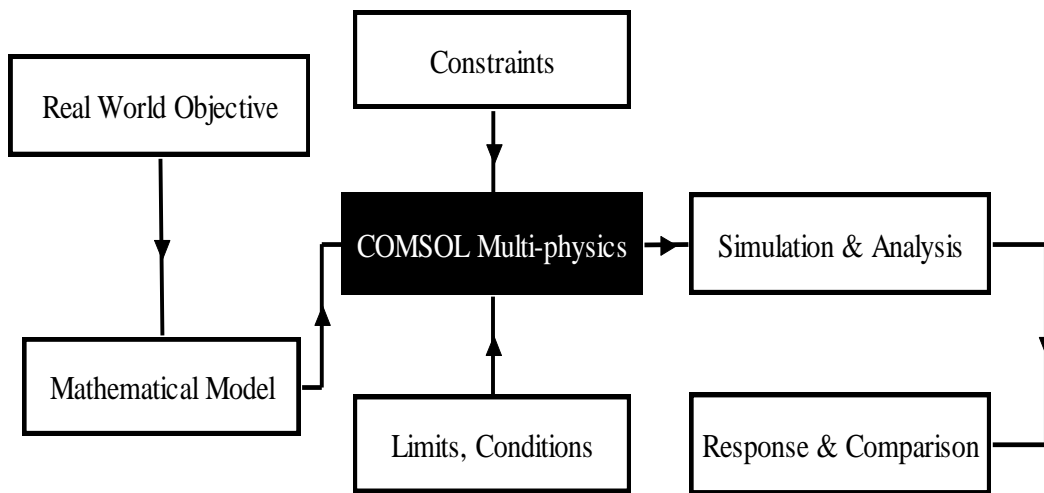 Constraints
Real World Objective
COMSOL Multi-physics
Simulation & Analysis
Mathematical Model
Limits, Conditions
Response & Comparison